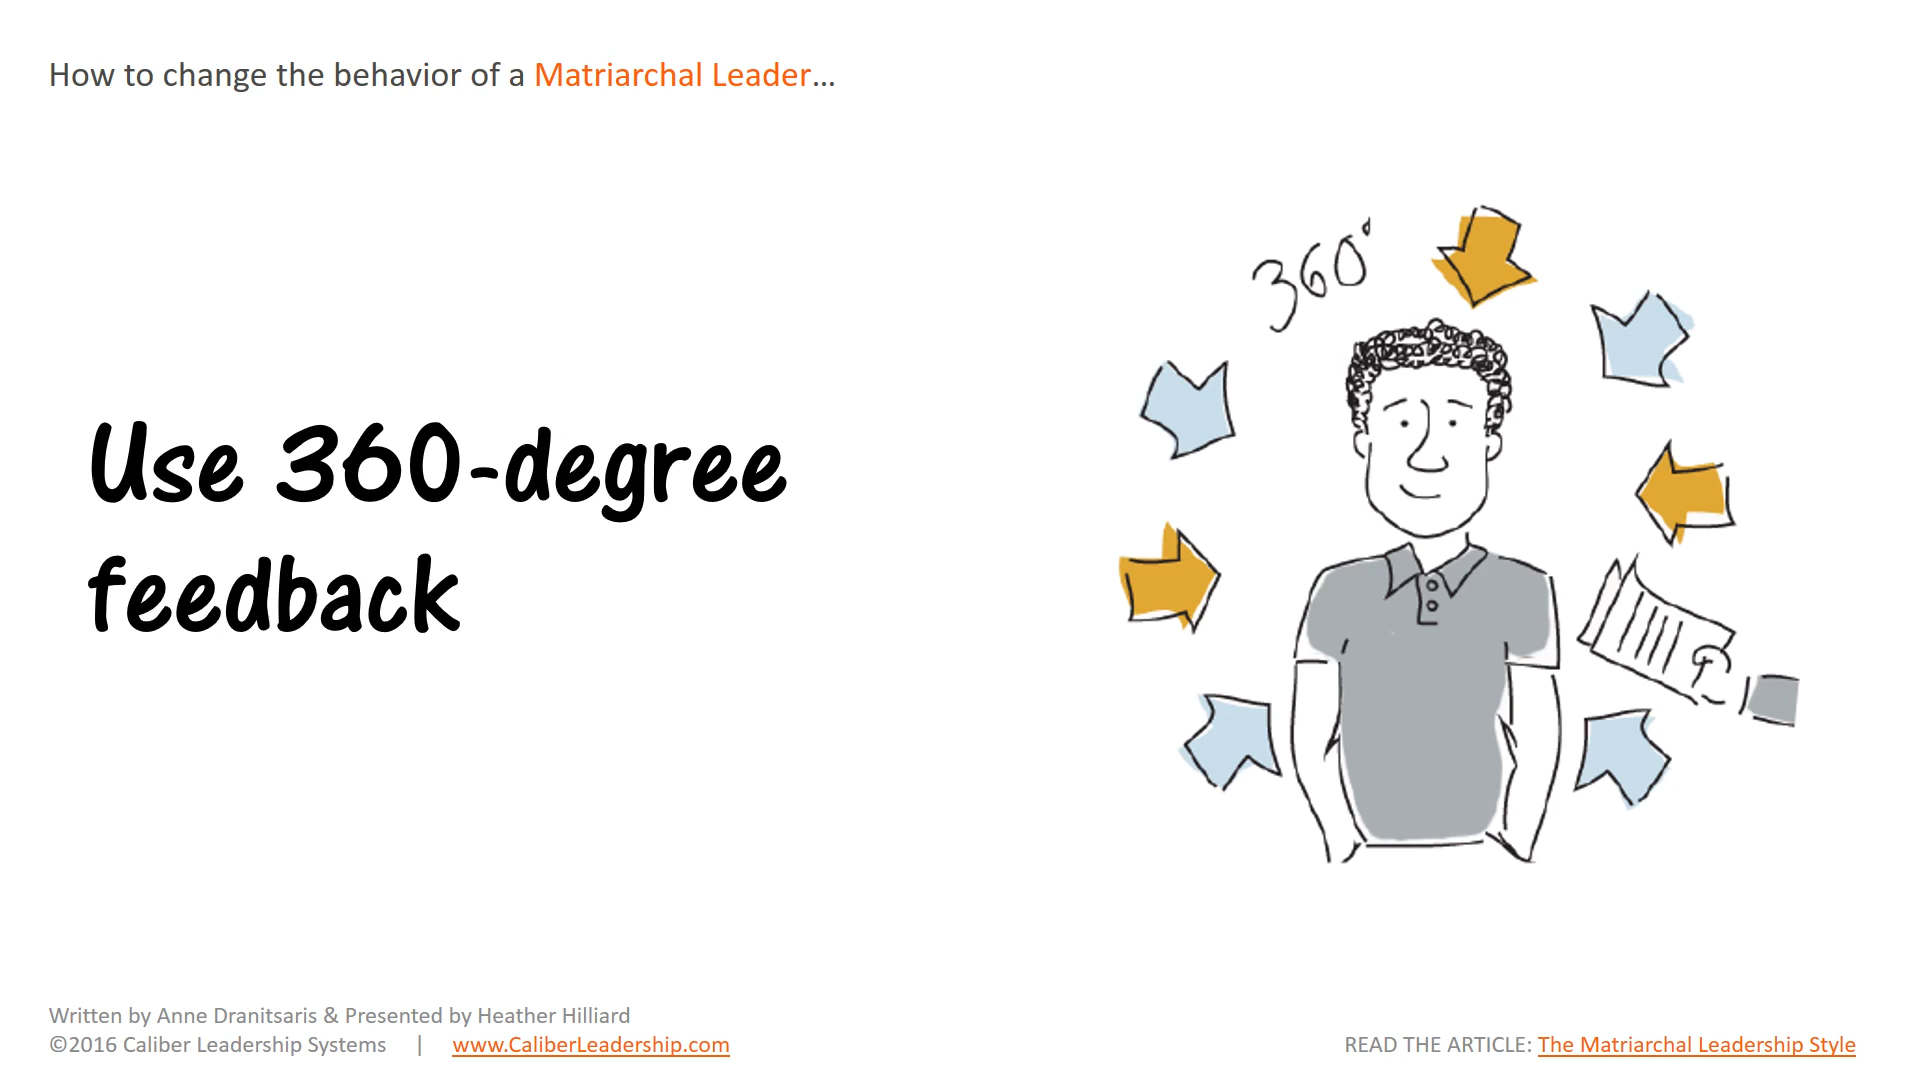 How to change the behavior of a Matriarchal Leader...
360°
Use 360-degree
feedback
Written by Anne Dranitsaris & Presented by Heather Hilliard
©2016 Caliber Leadership Systems | www.CaliberLeadership.com
READ THE ARTICLE: The Matriarchal Leadership Style